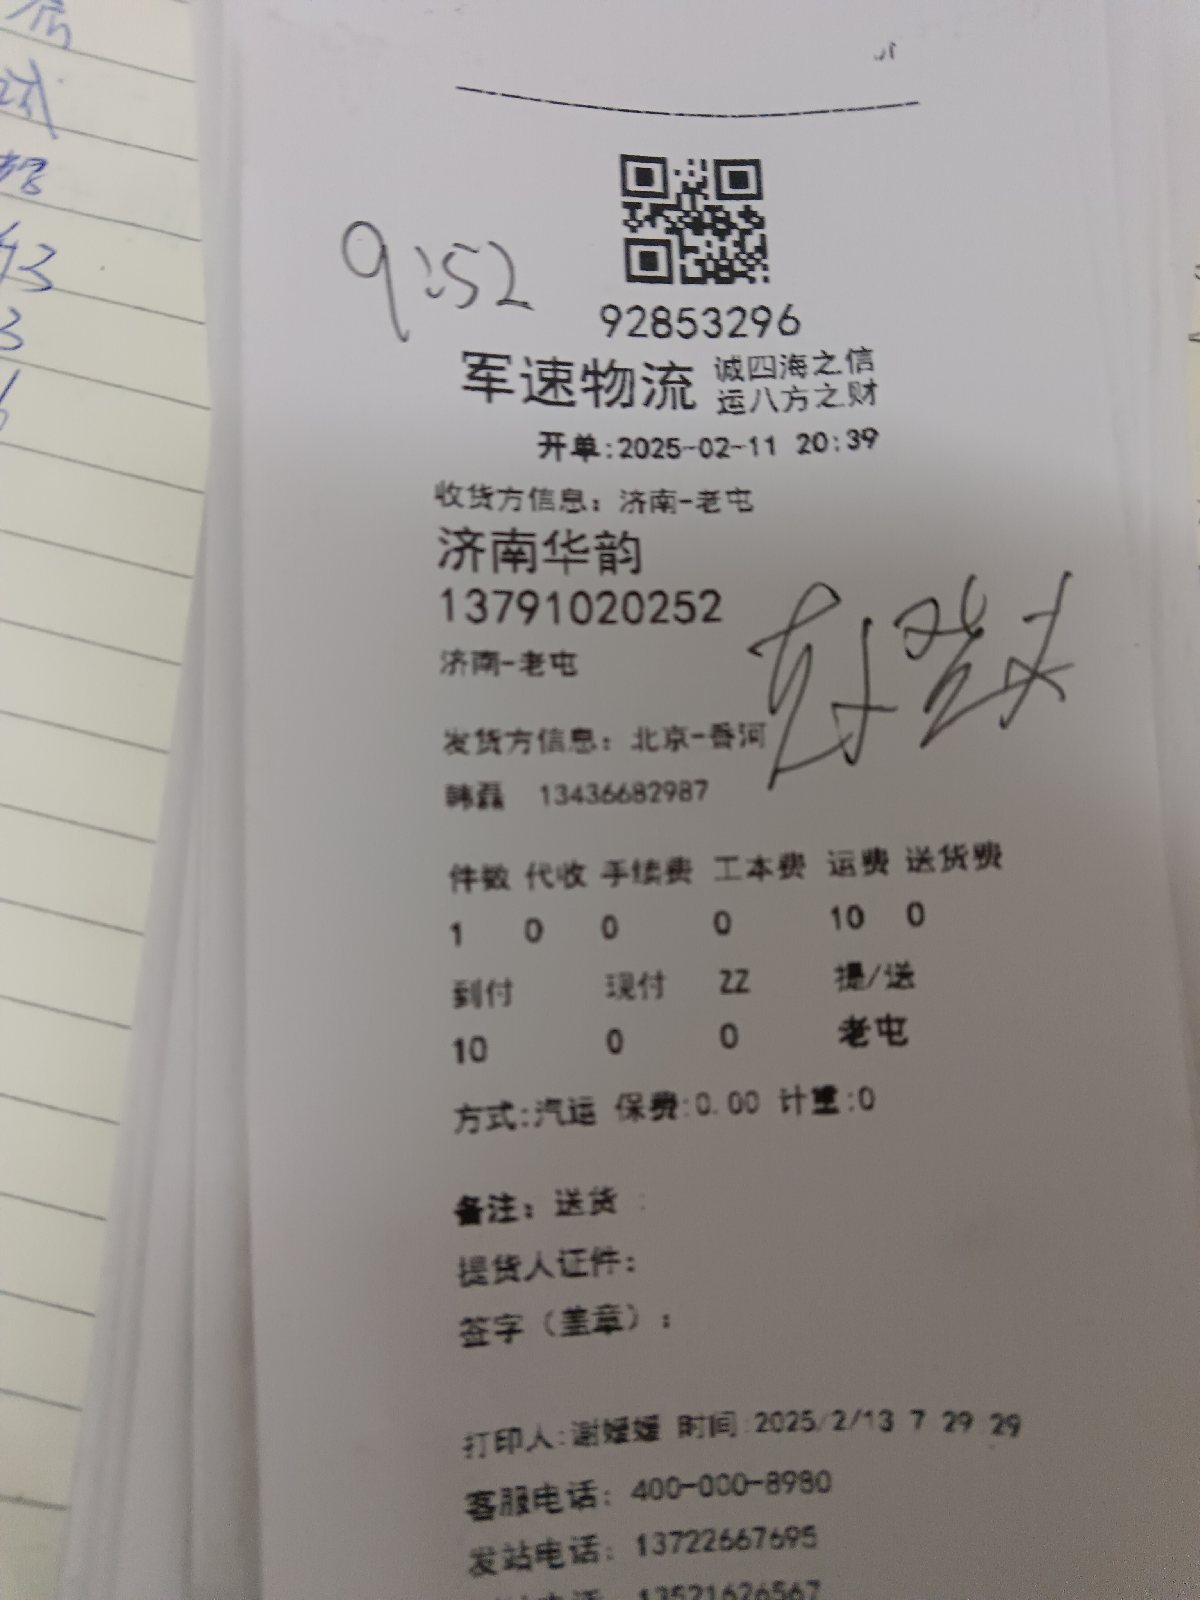 9:52
92853296
军速物流 诚四海之信
运八方之财
开单:2025-02-11 20:39
收货方信息: 济南-老屯
济南华韵
13791020252
济南-老屯
发货方信息: 北京-香河
韩磊 13436682987
件数 代收 手续费 工本费 运费 送货费
1 0 0 0 10 0
到付 现付 ZZ 提/送
10 0 0 老屯
方式:汽运 保费:0.00 计重:0
备注: 送货 :
提货人证件:
签字(盖章):
打印人:谢媛媛 时间:2025/2/13 7 29 29
客服电话: 400-000-8980
发站电话: 13722667695
13521626567